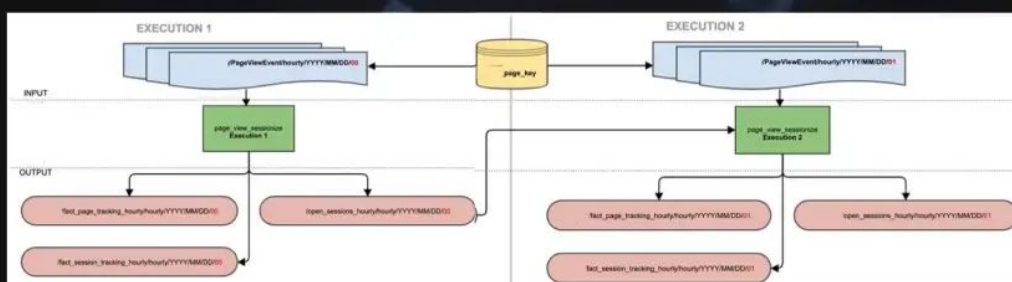 EXECUTION 1
EXECUTION 2
/PageViewEvent/hourly/YYYY/MM/DD/00
_page_key
/PageViewEvent/hourly/YYYY/MM/DD/01
INPUT
page_view_sessionize
Execution 1
page_view_sessionize
Execution 2
OUTPUT
/fact_page_tracking_hourly/hourly/YYYY/MM/DD/00
/open_sessions_hourly/hourly/YYYY/MM/DD/00
/fact_page_tracking_hourly/hourly/YYYY/MM/DD/01
/open_sessions_hourly/hourly/YYYY/MM/DD/01
/fact_session_tracking_hourly/hourly/YYYY/MM/DD/00
/fact_session_tracking_hourly/hourly/YYYY/MM/DD/01